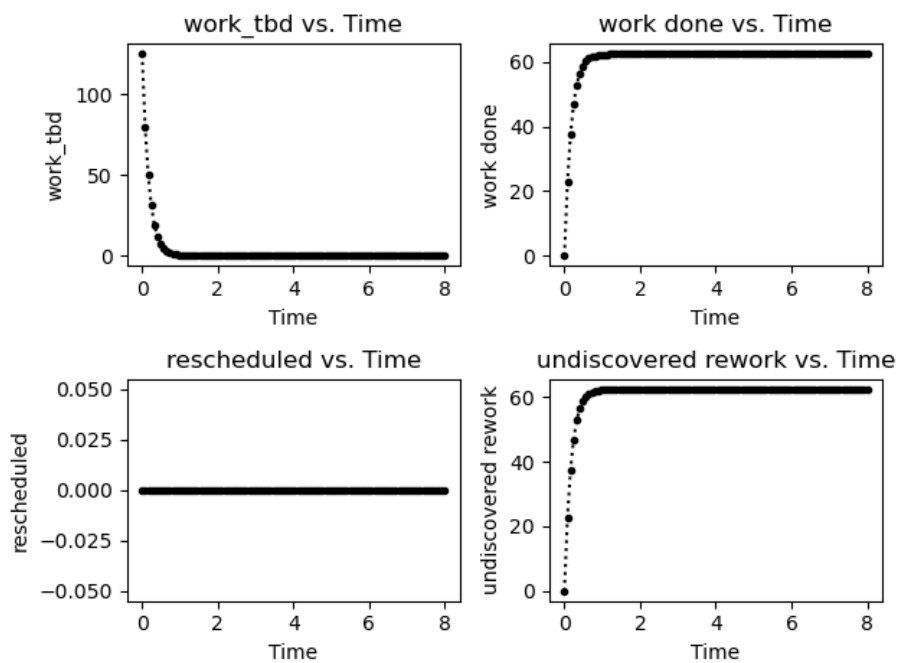 work_tbd vs. Time
work_tbd
100
50
0
0 2 4 6 8
Time
work done vs. Time
work done
60
40
20
0
0 2 4 6 8
Time
rescheduled vs. Time
rescheduled
0.050
0.025
0.000
−0.025
−0.050
0 2 4 6 8
Time
undiscovered rework vs. Time
undiscovered rework
60
40
20
0
0 2 4 6 8
Time